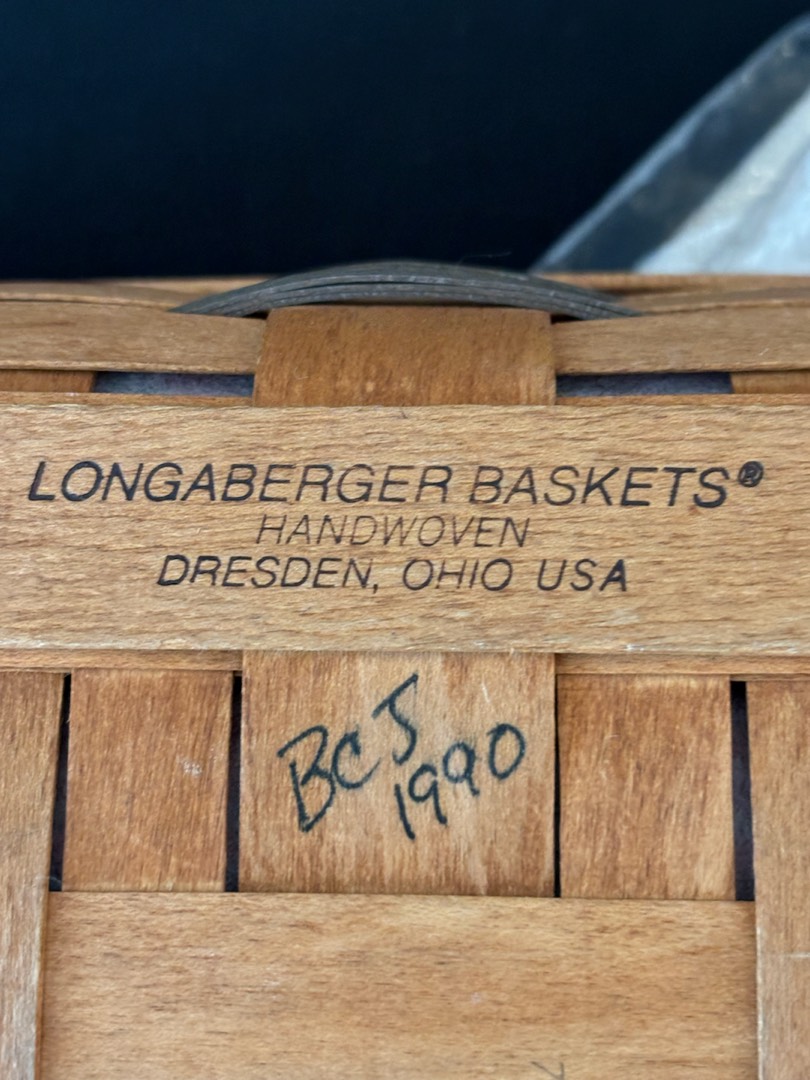 LONGABERGER BASKETS®
HANDWOVEN
DRESDEN, OHIO USA
BCJ
1990